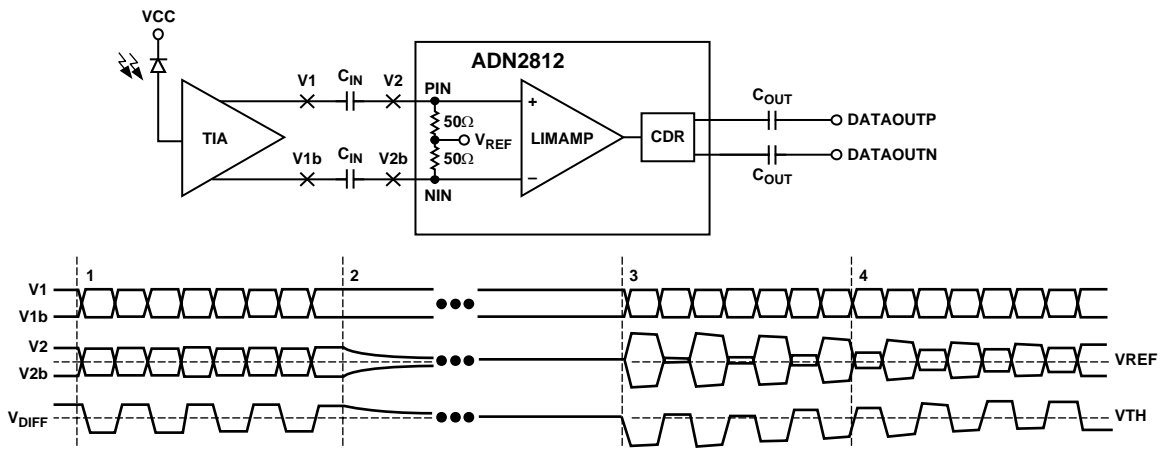 VCC
ADN2812
V1 C_IN V2 PIN
C_OUT
50Ω
+
TIA
V_REF
LIMAMP
CDR
DATAOUTP
50Ω
V1b C_IN V2b
−
DATAOUTN
NIN
C_OUT
1 2 3 4
V1
V1b
V2
VREF
V2b
V_DIFF
VTH